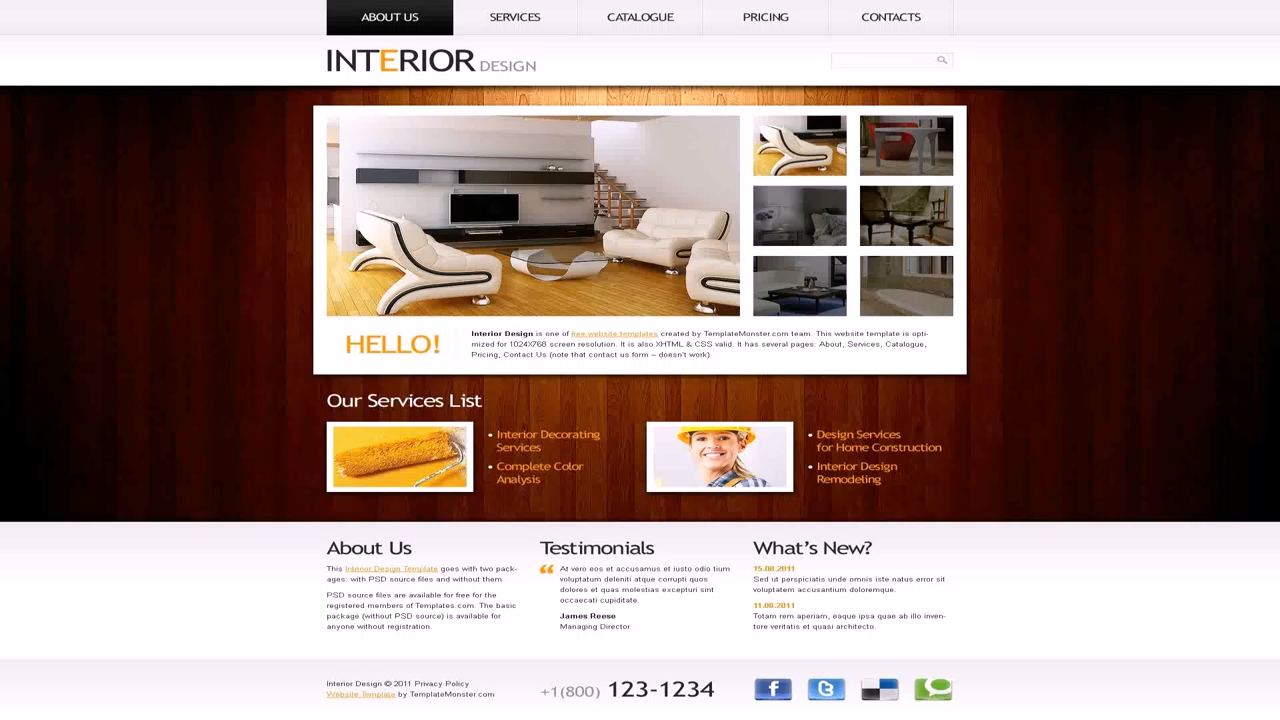 ABOUT US
SERVICES
CATALOGUE
PRICING
CONTACTS
INTERIOR DESIGN
HELLO!
Interior Design is one of free website templates created by TemplateMonster.com team. This website template is opti-
mized for 1024X768 screen resolution. It is also XHTML & CSS valid. It has several pages: About, Services, Catalogue,
Pricing, Contact Us (note that contact us form – doesn't work).
Our Services List
• Interior Decorating
Services
• Complete Color
Analysis
• Design Services
for Home Construction
• Interior Design
Remodeling
About Us
This Interior Design Template goes with two pack-
ages: with PSD source files and without them
PSD source files are available for free for the
registered members of Templates.com. The basic
package (without PSD source) is available for
anyone without registration.
Testimonials
“ At vero eos et accusamus et iusto odio tium
voluptatum deleniti atque corrupti quos
dolores et quas molestias excepturi sint
occaecati cupiditate.
James Reese
Managing Director
What’s New?
15.08.2011
Sed ut perspiciatis unde omnis iste natus error sit
voluptatem accusantium doloremque.
11.08.2011
Totam rem aperiam, eaque ipsa quae ab illo inven-
tore veritatis et quasi architecto.
Interior Design © 2011 Privacy Policy
Website Template by TemplateMonster.com
+1(800) 123-1234